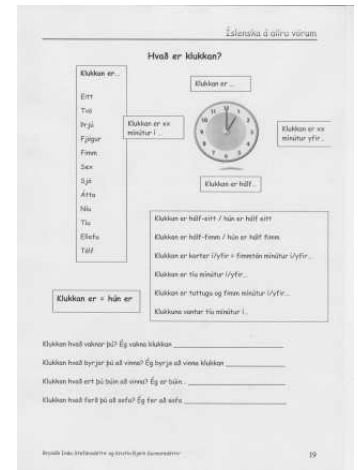 Íslenska á allra vörum
Hvað er klukkan?
Klukkan er...
Eitt
Tvö
Þrjú
Fjögur
Fimm
Sex
Sjö
Átta
Níu
Tíu
Ellefu
Tólf
Klukkan er ...
Klukkan er xx
mínútur í ...
Klukkan er xx
mínútur yfir...
Klukkan er hálf..
Klukkan er hálf-eitt / hún er hálf eitt
Klukkan er hálf-fimm / hún er hálf fimm
Klukkan er korter í/yfir = fimmtán mínútur í/yfir...
Klukkan er tíu mínútur í/yfir...
Klukkan er tuttugu og fimm mínútur í/yfir...
Klukkuna vantar tíu mínútur í..
Klukkan er = hún er
Klukkan hvað vaknar þú? Ég vakna klukkan
Klukkan hvað byrjar þú að vinna? Ég byrja að vinna klukkan
Klukkan hvað ert þú búin að vinna? Ég er búin..
Klukkan hvað ferð þú að sofa? Ég fer að sofa
19